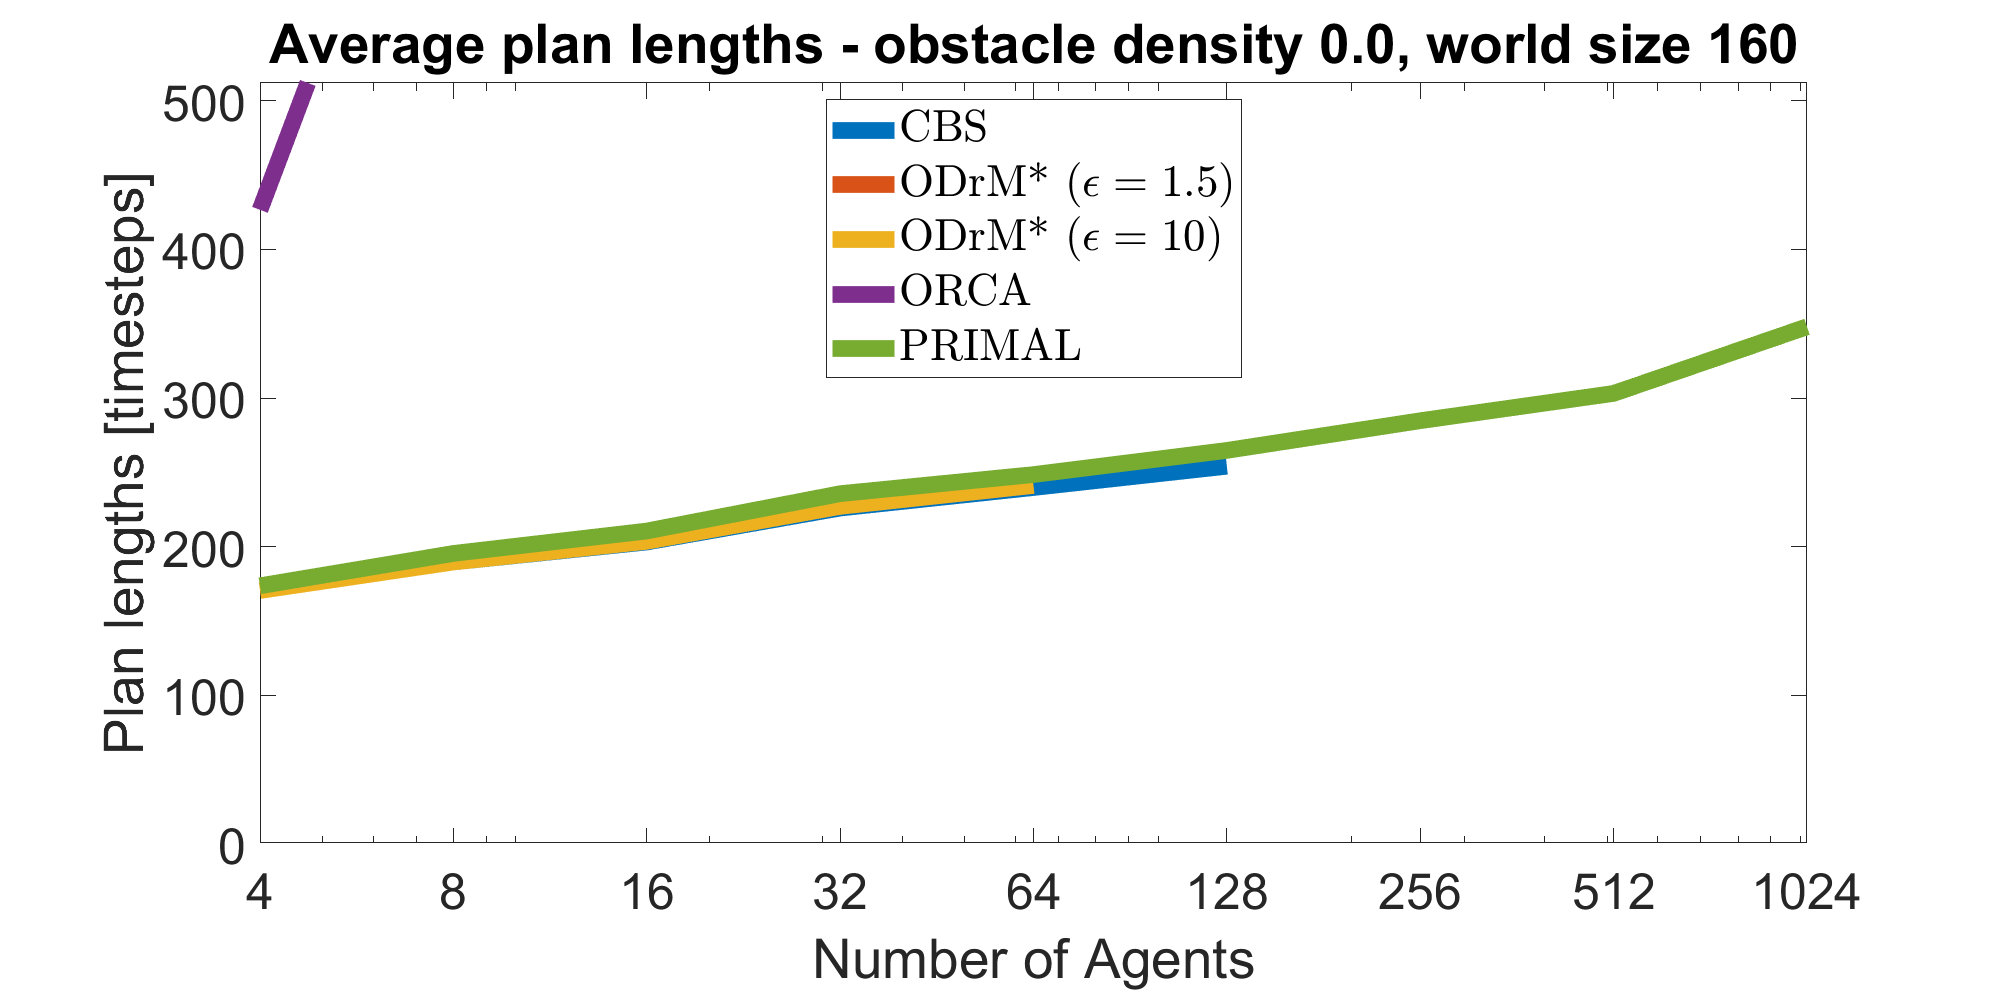 Average plan lengths - obstacle density 0.0, world size 160
Plan lengths [timesteps]
500
400
300
200
100
0
CBS
ODrM* (ϵ = 1.5)
ODrM* (ϵ = 10)
ORCA
PRIMAL
4 8 16 32 64 128 256 512 1024
Number of Agents